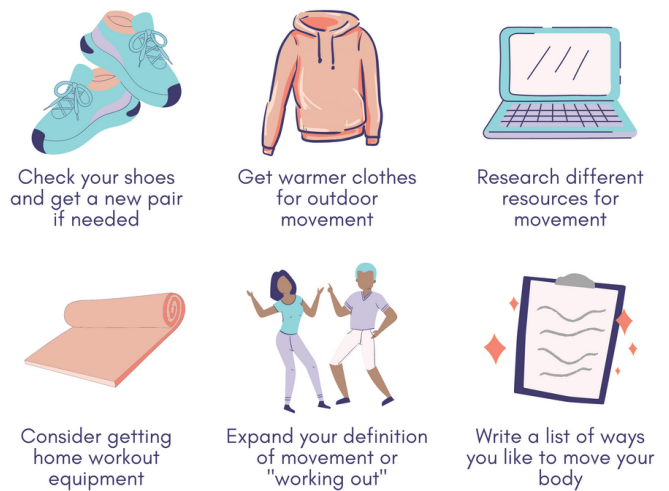 Check your shoes
and get a new pair
if needed
Get warmer clothes
for outdoor
movement
Research different
resources for
movement
Consider getting
home workout
equipment
Expand your definition
of movement or
"working out"
Write a list of ways
you like to move your
body